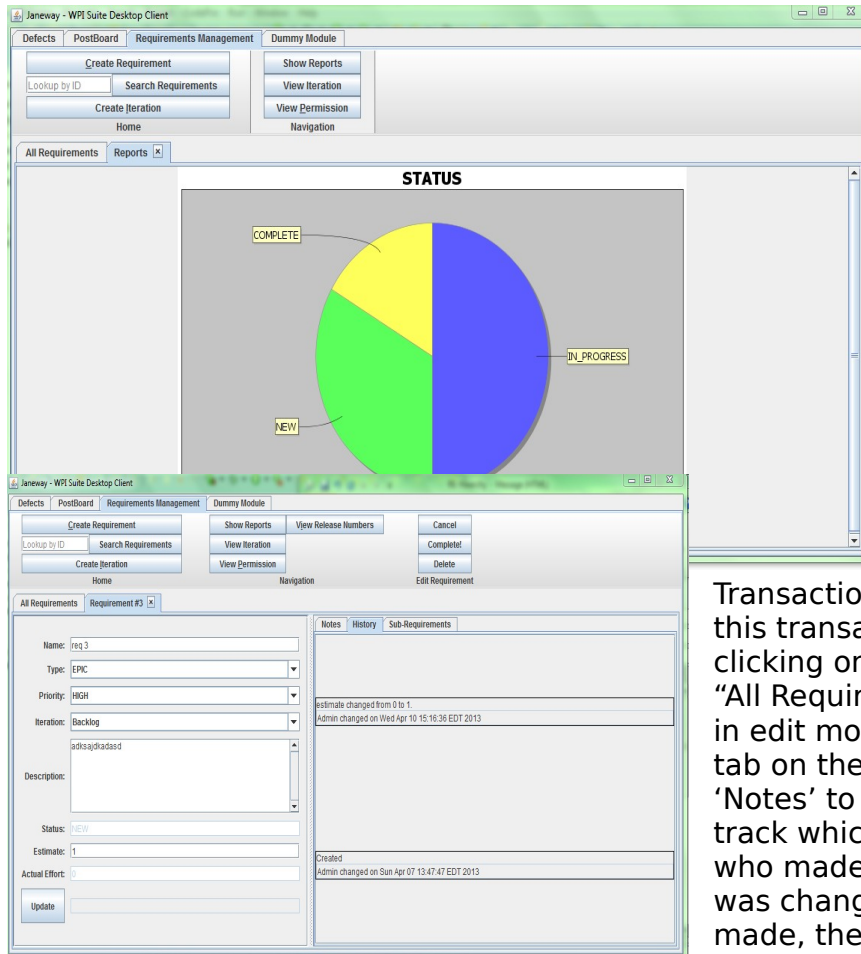 Janeway - WPI Suite Desktop Client
Defects PostBoard Requirements Management Dummy Module
Create Requirement Show Reports
Lookup by ID Search Requirements View Iteration
Create Iteration View Permission
Home Navigation
All Requirements Reports
STATUS
COMPLETE
IN_PROGRESS
NEW
Janeway - WPI Suite Desktop Client
Defects PostBoard Requirements Management Dummy Module
Create Requirement Show Reports View Release Numbers Cancel
Lookup by ID Search Requirements View Iteration Complete!
Create Iteration View Permission Delete
Home Navigation Edit Requirement
All Requirements Requirement #3
Notes History Sub-Requirements
Name: req 3
Type: EPIC
Priority: HIGH
Iteration: Backlog
Description: adksajdkadasd
Status: NEW
Estimate: 1
Actual Effort: 0
Update
estimate changed from 0 to 1.
Admin changed on Wed Apr 10 15:16:36 EDT 2013
Created
Admin changed on Sun Apr 07 13:47:47 EDT 2013
Transactio
this transa
clicking or
“All Requir
in edit mo
tab on the
‘Notes’ to
track whic
who made
was chang
made, the